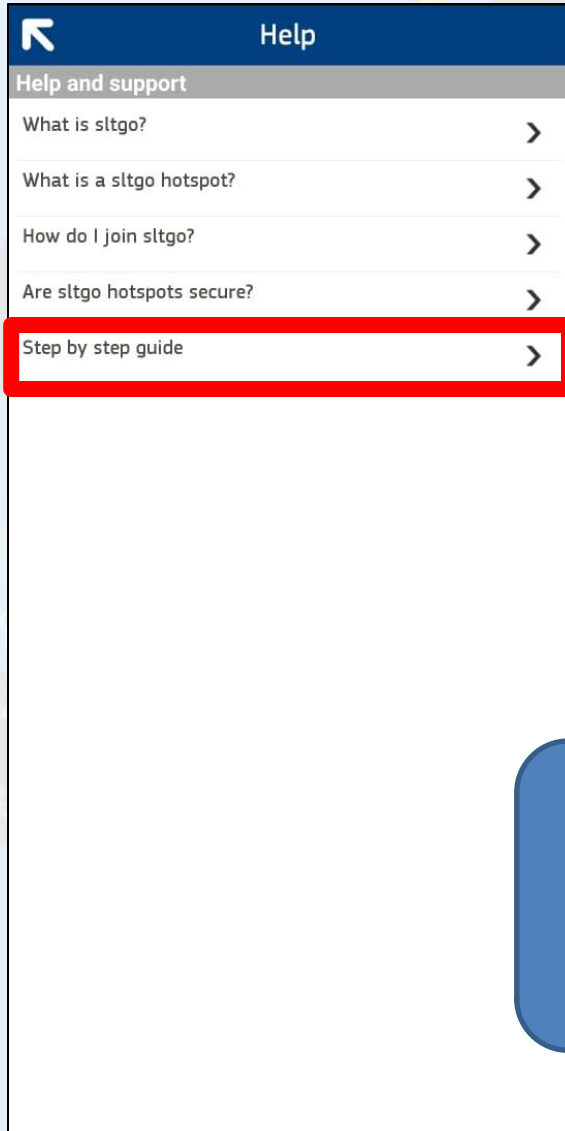 Help
Help and support
What is sltgo?
What is a sltgo hotspot?
How do I join sltgo?
Are sltgo hotspots secure?
Step by step guide